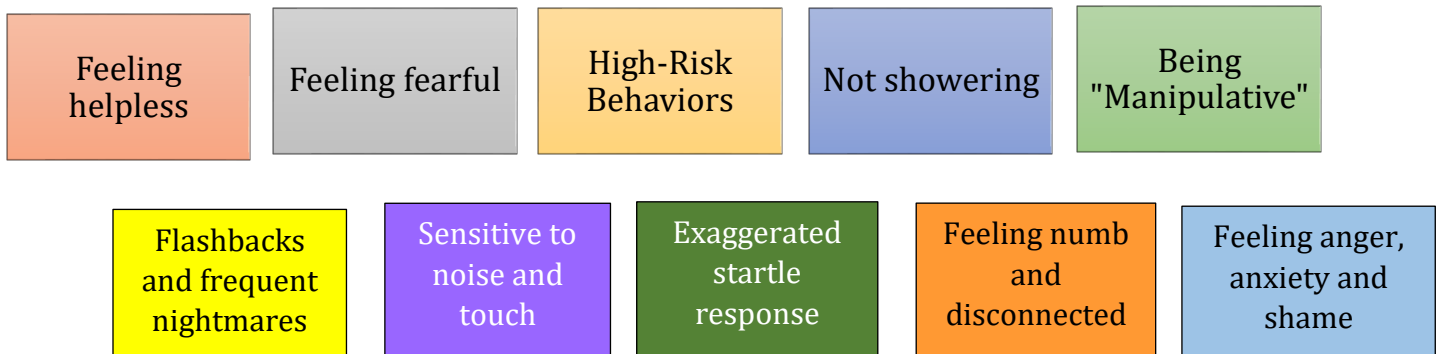 Feeling
helpless
Feeling fearful
High-Risk
Behaviors
Not showering
Being
"Manipulative"
Flashbacks
and frequent
nightmares
Sensitive to
noise and
touch
Exaggerated
startle
response
Feeling numb
and
disconnected
Feeling anger,
anxiety and
shame